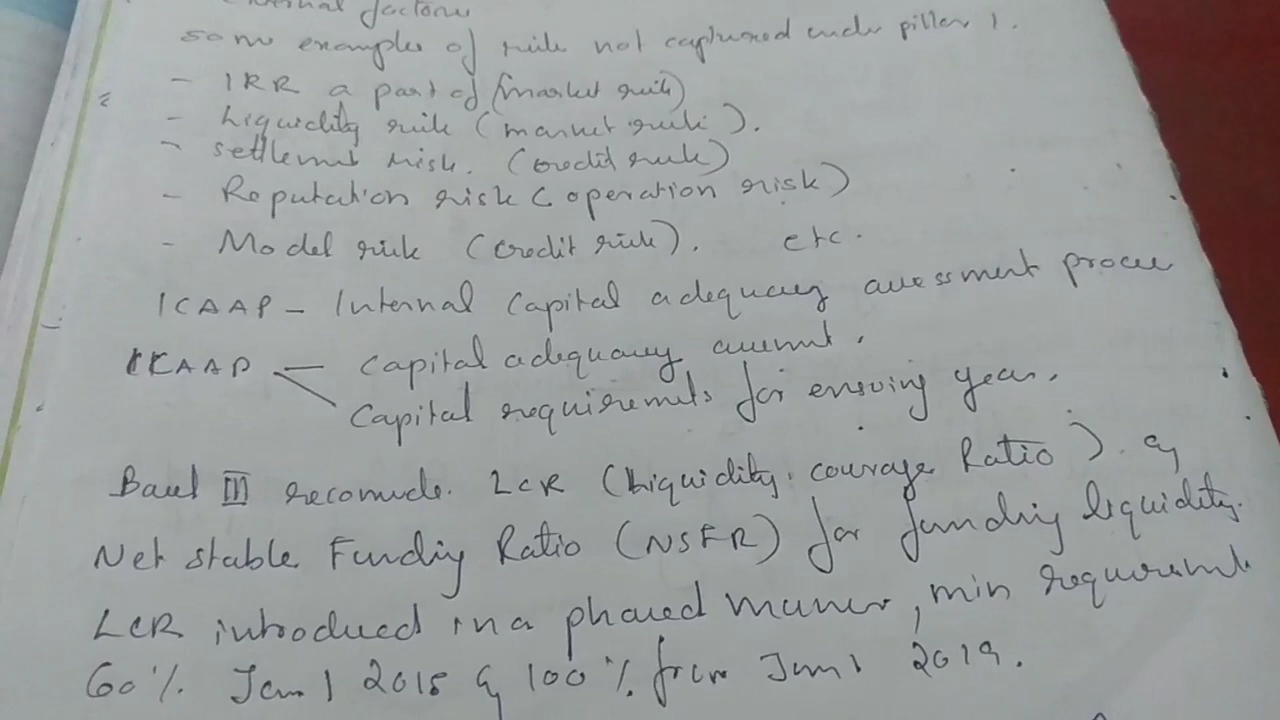 factors
some examples of risk not captured under pillar 1.
- IRR a part of (market risk)
- Liquidity risk (market risk).
- settlement risk. (credit risk)
- Reputation risk (operation risk)
- Model risk (credit risk). etc.
ICAAP - Internal Capital adequacy assessment process
ICAAP - Capital adequacy assessment.
Capital requirements for ensuing year.
Basel III recommends. LCR (Liquidity. coverage Ratio) &
Net stable Funding Ratio (NSFR) for funding liquidity.
LCR introduced in a phased manner, min requirement
60% Jan 1 2015 & 100% from Jan 1 2019.